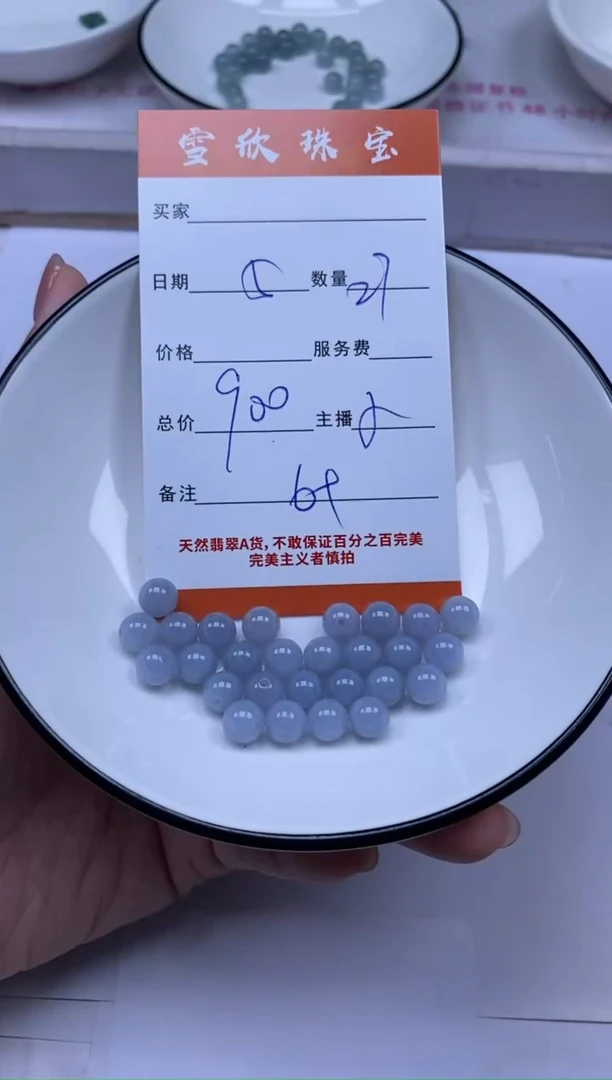 雪欣珠宝
买家
日期 5 数量 27
价格 服务费
总价 900 主播
备注
天然翡翠A货，不敢保证百分之百完美
完美主义者慎拍